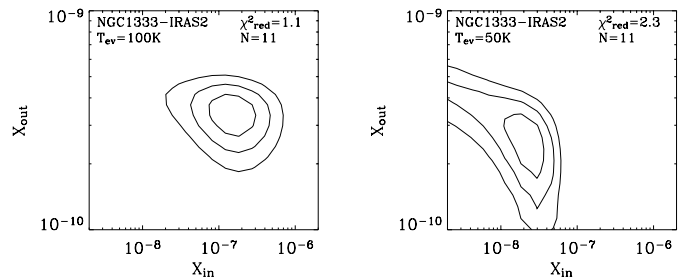 NGC1333-IRAS2 χ²red=1.1
Tev=100K N=11
10⁻⁹
Xout
10⁻¹⁰
10⁻⁸ 10⁻⁷ 10⁻⁶
Xin
NGC1333-IRAS2 χ²red=2.3
Tev=50K N=11
10⁻⁹
Xout
10⁻¹⁰
10⁻⁸ 10⁻⁷ 10⁻⁶
Xin